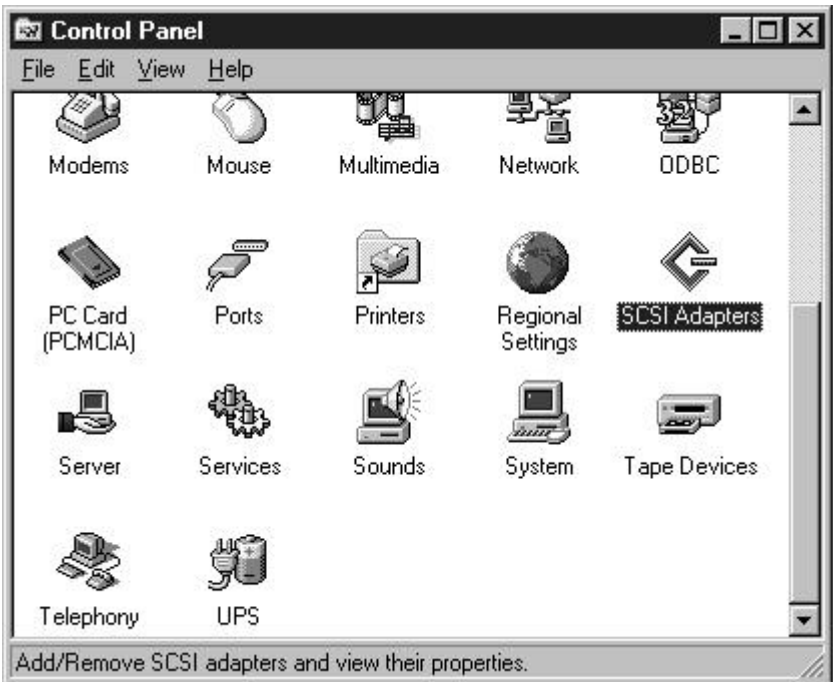 Control Panel
File Edit View Help
Modems Mouse Multimedia Network ODBC
32
PC Card Ports Printers Regional SCSI Adapters
(PCMCIA) Settings
Server Services Sounds System Tape Devices
Telephony UPS
Add/Remove SCSI adapters and view their properties.